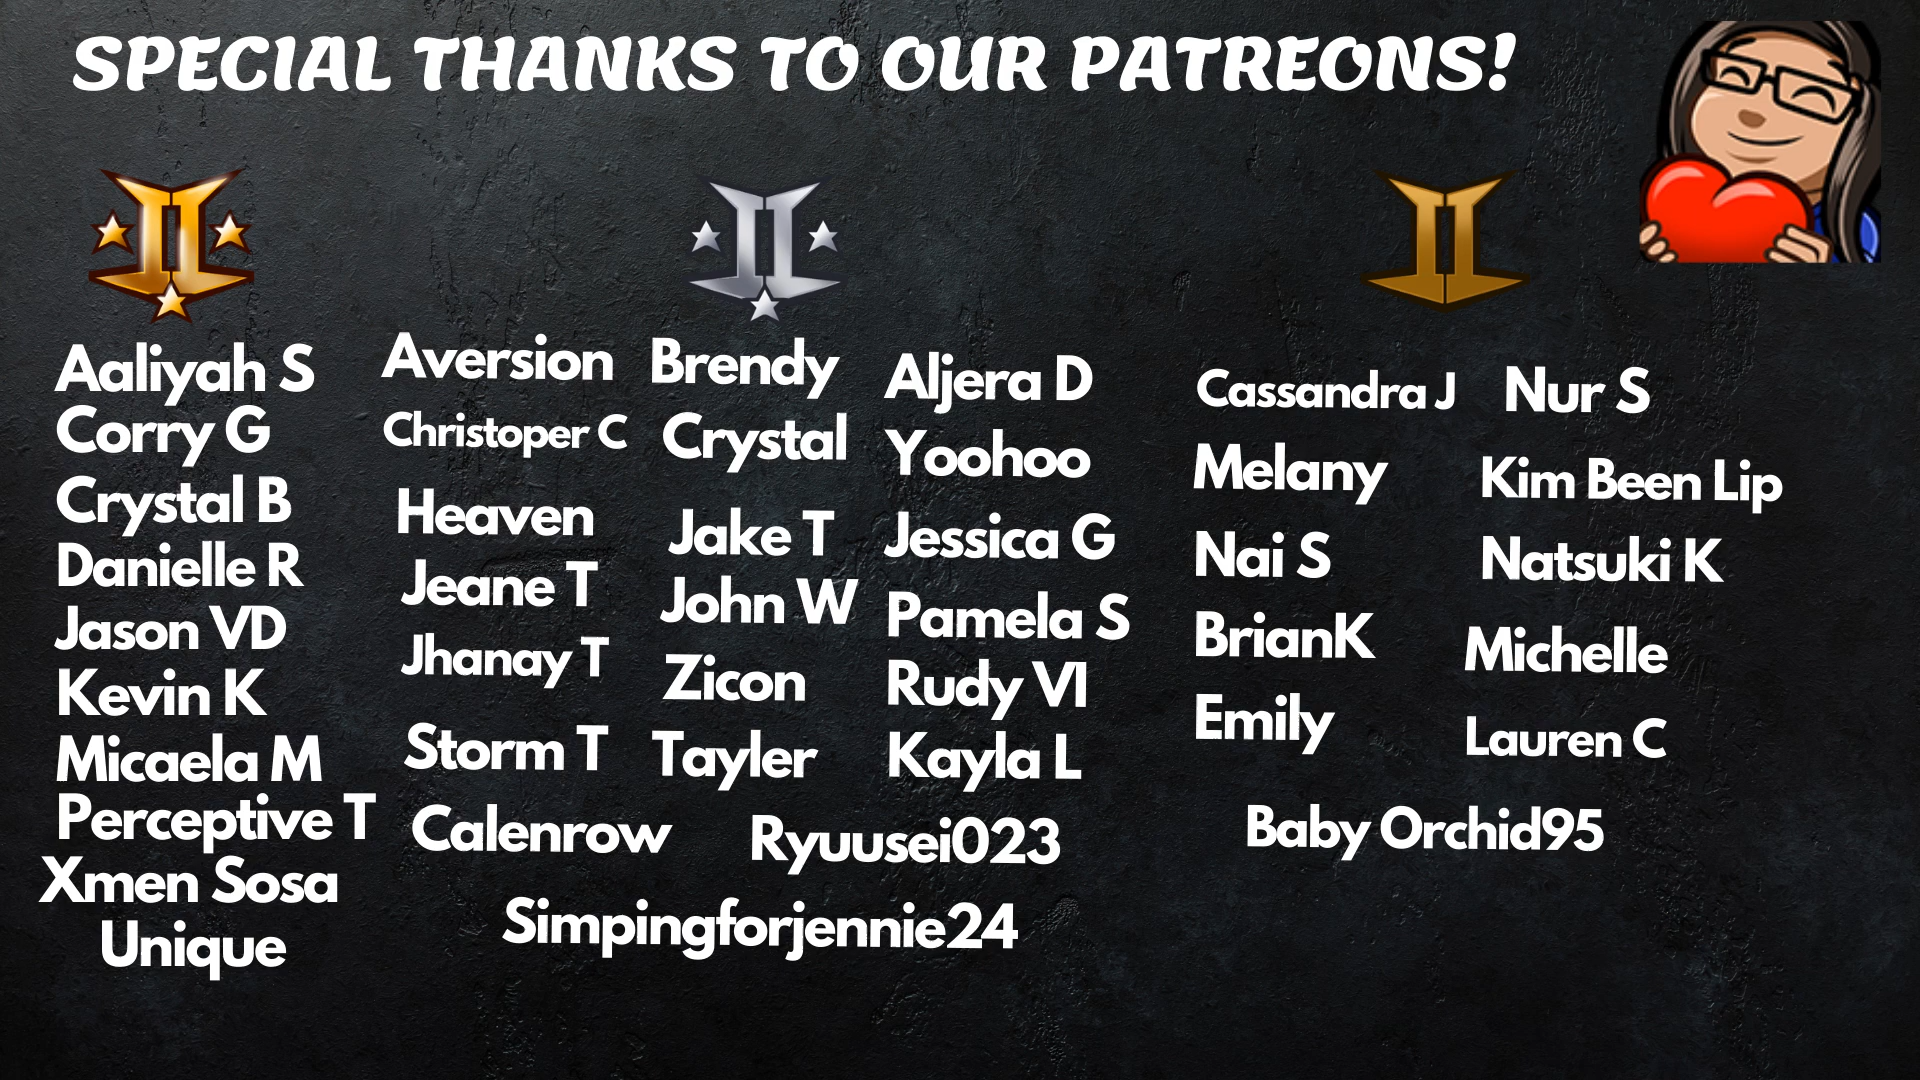 SPECIAL THANKS TO OUR PATREONS!
Aaliyah S
Corry G
Crystal B
Danielle R
Jason VD
Kevin K
Micaela M
Perceptive T
Xmen Sosa
Unique
Aversion
Christoper C
Heaven
Jeane T
Jhanay T
Storm T
Calenrow
Brendy
Crystal
Jake T
John W
Zicon
Tayler
Ryuusei023
Aljera D
Yoohoo
Jessica G
Pamela S
Rudy VI
Kayla L
Simpingforjennie24
Cassandra J
Melany
Nai S
BrianK
Emily
Nur S
Kim Been Lip
Natsuki K
Michelle
Lauren C
Baby Orchid95